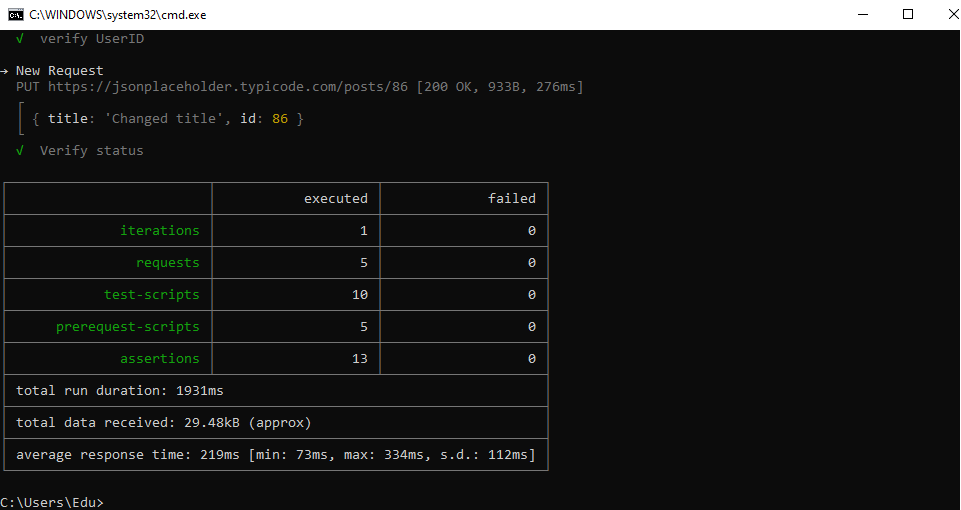 C:\WINDOWS\system32\cmd.exe
√ verify UserID
→ New Request
PUT https://jsonplaceholder.typicode.com/posts/86 [200 OK, 933B, 276ms]
{ title: 'Changed title', id: 86 }
√ Verify status
executed failed
iterations 1 0
requests 5 0
test-scripts 10 0
prerequest-scripts 5 0
assertions 13 0
total run duration: 1931ms
total data received: 29.48kB (approx)
average response time: 219ms [min: 73ms, max: 334ms, s.d.: 112ms]
C:\Users\Edu>